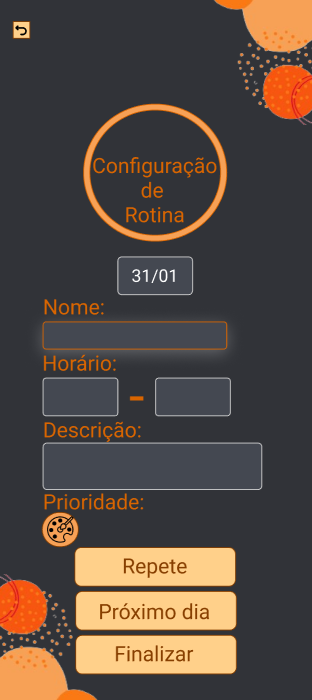 Configuração
de
Rotina
31/01
Nome:
Horário:
Descrição:
Prioridade:
Repete
Próximo dia
Finalizar